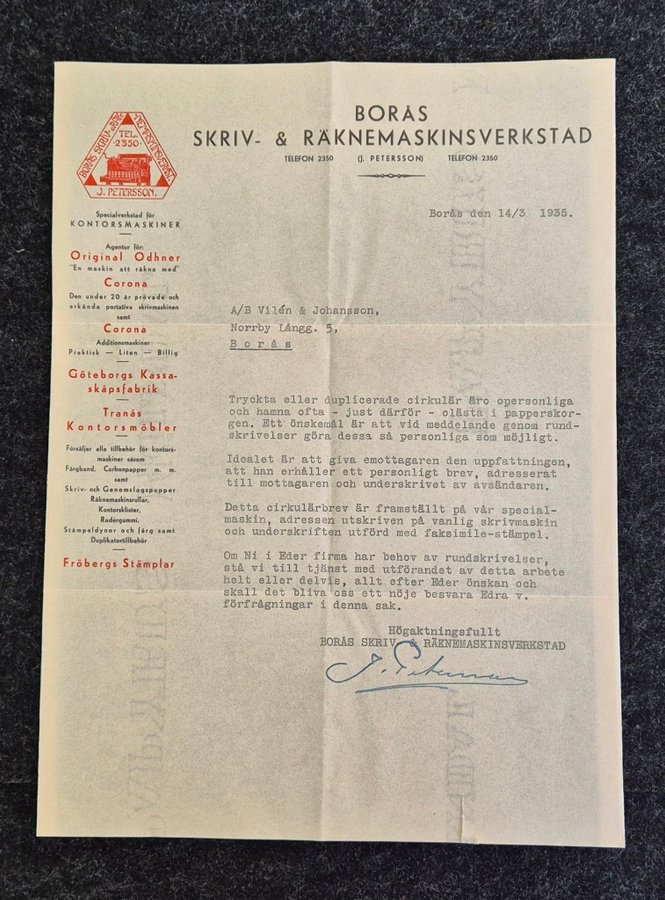 BORÅS
SKRIV- & RÄKNEMASKINSVERKSTAD
TELEFON 2350 (J. PETERSSON) TELEFON 2350
BORÅS SKRIV- & RÄK-
NEMASKINSVERKST.
TEL.
2350
J. PETERSSON.
Specialverkstad för
KONTORSMASKINER
Agentur för:
Original Odhner
"En maskin att räkna med"
Corona
Den under 20 år prövade och
erkända portativa skrivmaskinen
samt
Corona
Additionsmaskiner
Praktisk — Liten — Billig
Göteborgs Kassa-
skåpsfabrik
Tranås
Kontorsmöbler
Försäljer alla tillbehör för kontors-
maskiner såsom
Färgband, Carbonpapper m. m.
samt
Skriv- och Genomslagspapper
Räknemaskinsrullar,
Kontorsklister,
Radergummi.
Stämpeldynor och färg samt
Duplikatortillbehör
Fröbergs Stämplar
Borås den 14/3 1935.
A/B Vilén & Johansson,
Norrby Långg. 5,
Borås
Tryckta eller duplicerade cirkulär äro opersonliga
och hamna ofta - just därför - olästa i papperskor-
gen. Ett önskemål är att vid meddelande genom rund-
skrivelser göra dessa så personliga som möjligt.
Idealet är att giva emottagaren den uppfattningen,
att han erhåller ett personligt brev, adresserat
till mottagaren och underskrivet av avsändaren.
Detta cirkulärbrev är framställt på vår special-
maskin, adressen utskriven på vanlig skrivmaskin
och underskriften utförd med faksimile-stämpel.
Om Ni i Eder firma har behov av rundskrivelser,
stå vi till tjänst med utförandet av detta arbete
helt eller delvis, allt efter Eder önskan och
skall det bliva oss ett nöje besvara Edra v.
förfrågningar i denna sak.
Högaktningsfullt
BORÅS SKRIV & RÄKNEMASKINSVERKSTAD
J. Petersson